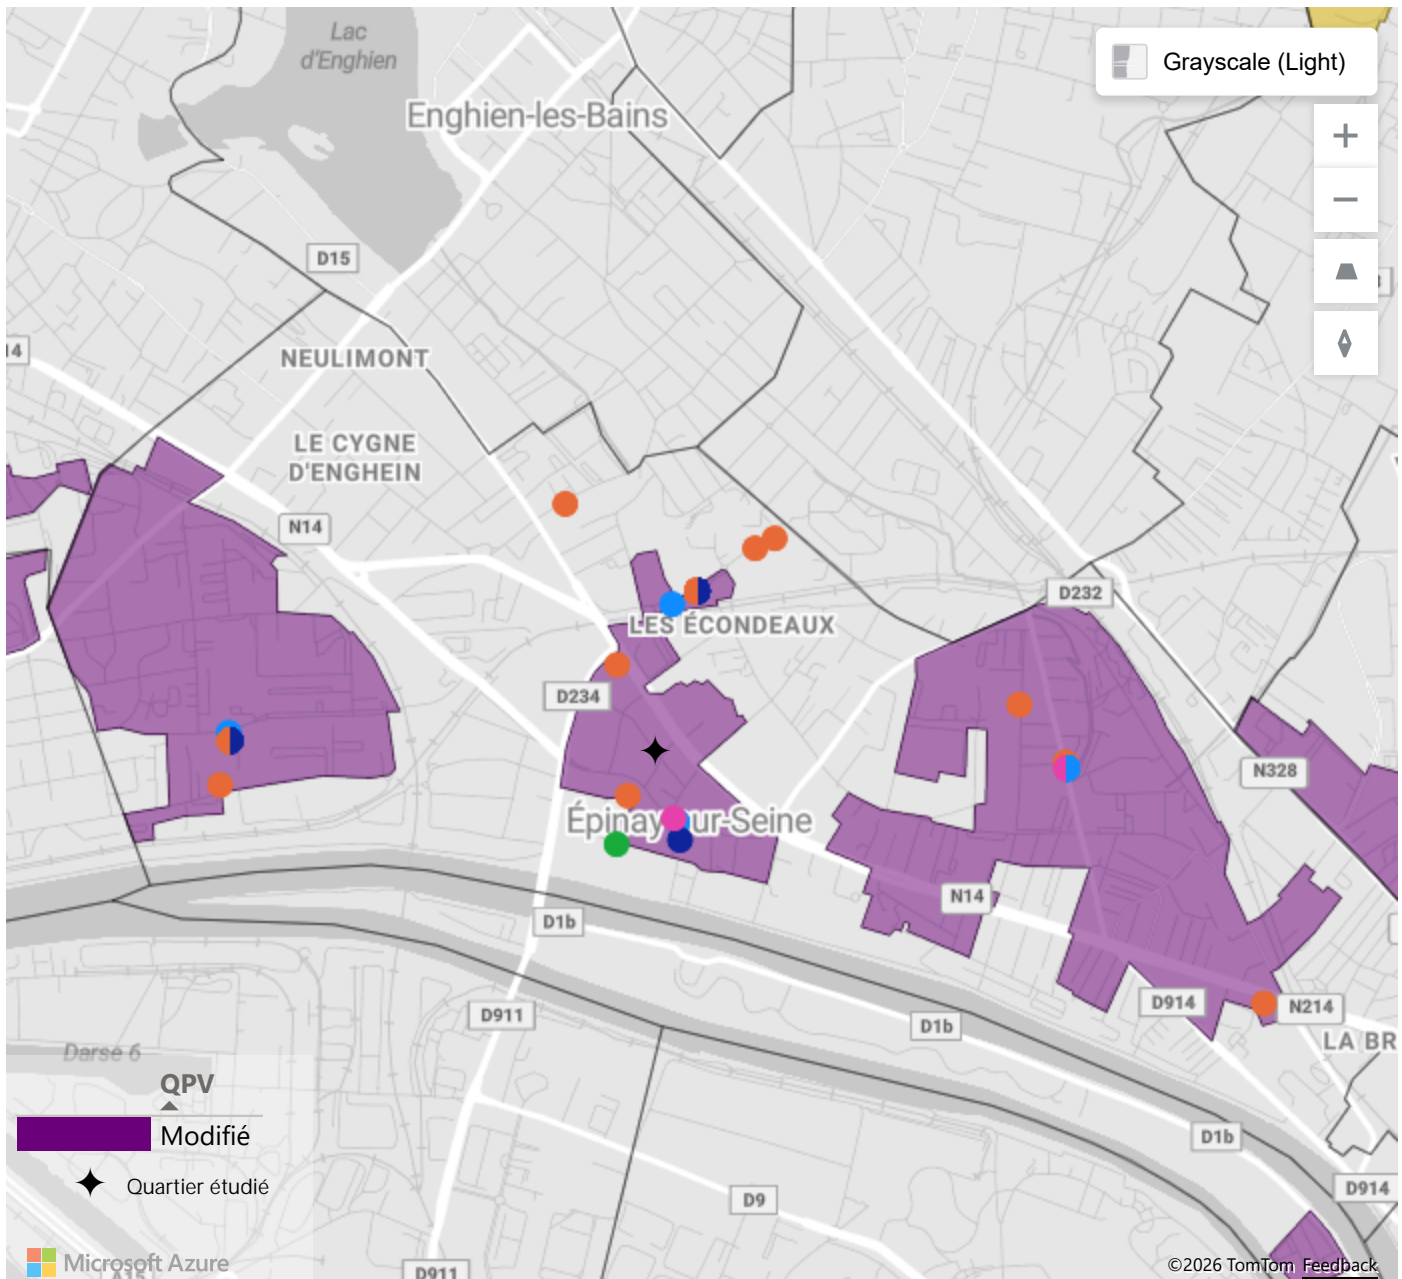 Lac
d'Enghien
Grayscale (Light)
Enghien-les-Bains
D15
14
NEULIMONT
LE CYGNE
D'ENGHEIN
N14
D232
LES ÉCONDEAUX
D234
N328
Épinay-sur-Seine
N14
D1b
D914
N214
D911
D1b
LA BR
Darse 6
QPV
Modifié
D1b
Quartier étudié
D914
D9
Microsoft Azure
©2026 TomTom Feedback
A15
D911